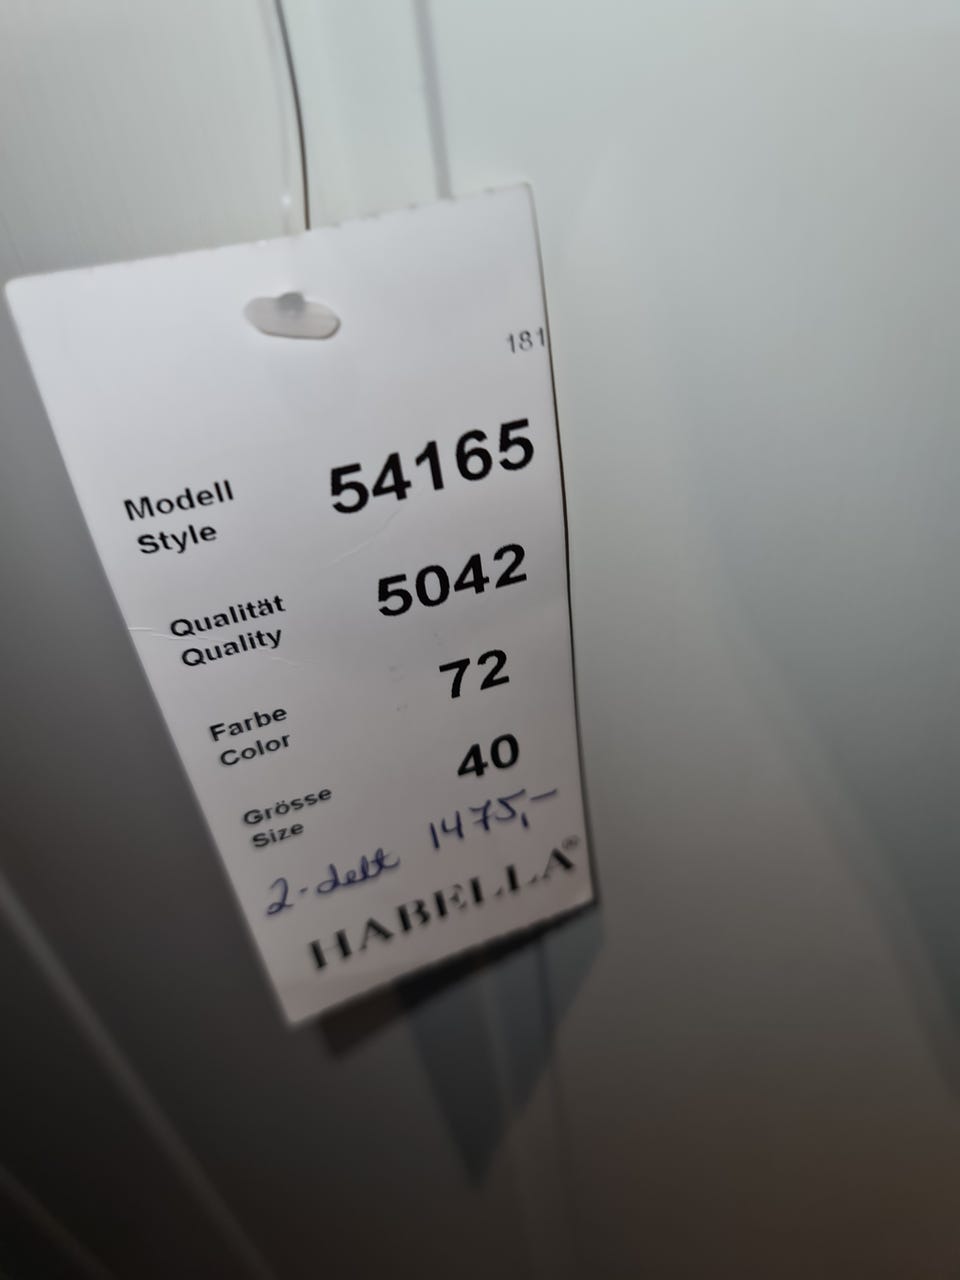 181
Modell 54165
Style
Qualität 5042
Quality
Farbe 72
Color
Grösse 40
Size
2-delt 1475,-
HABELLA®